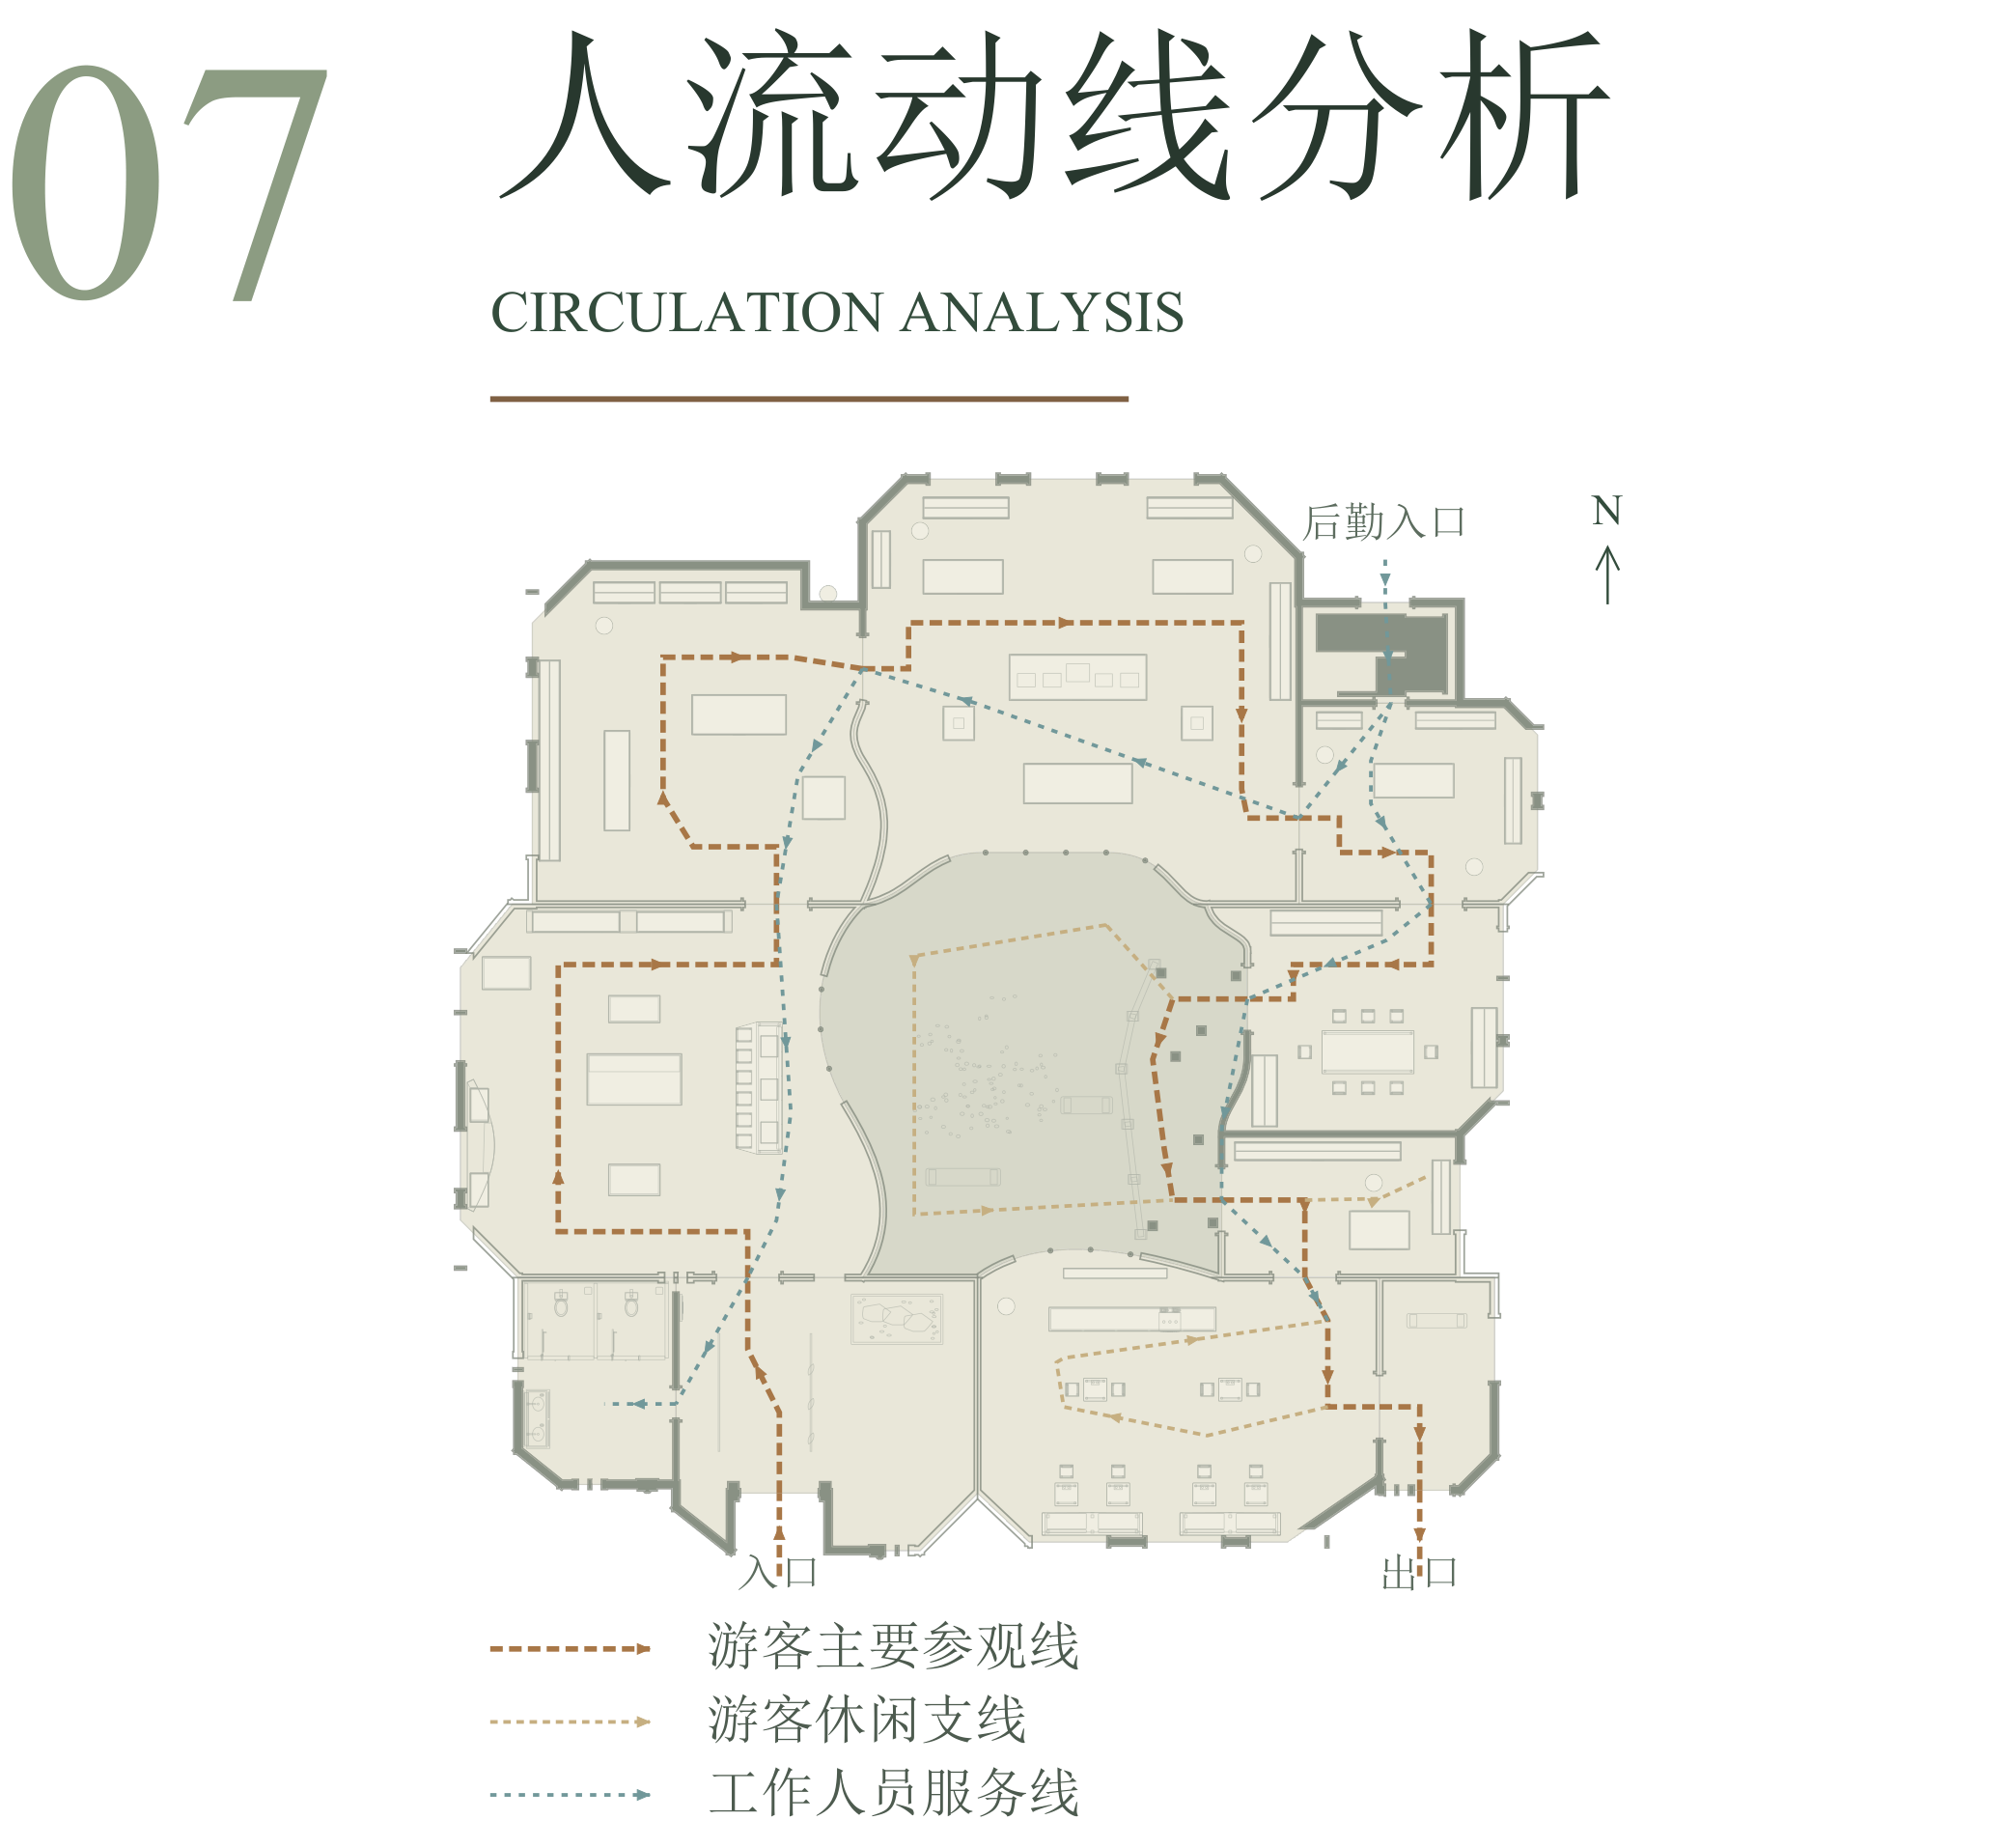 07
人流动线分析
CIRCULATION ANALYSIS
后勤入口
N
入口
出口
游客主要参观线
游客休闲支线
工作人员服务线